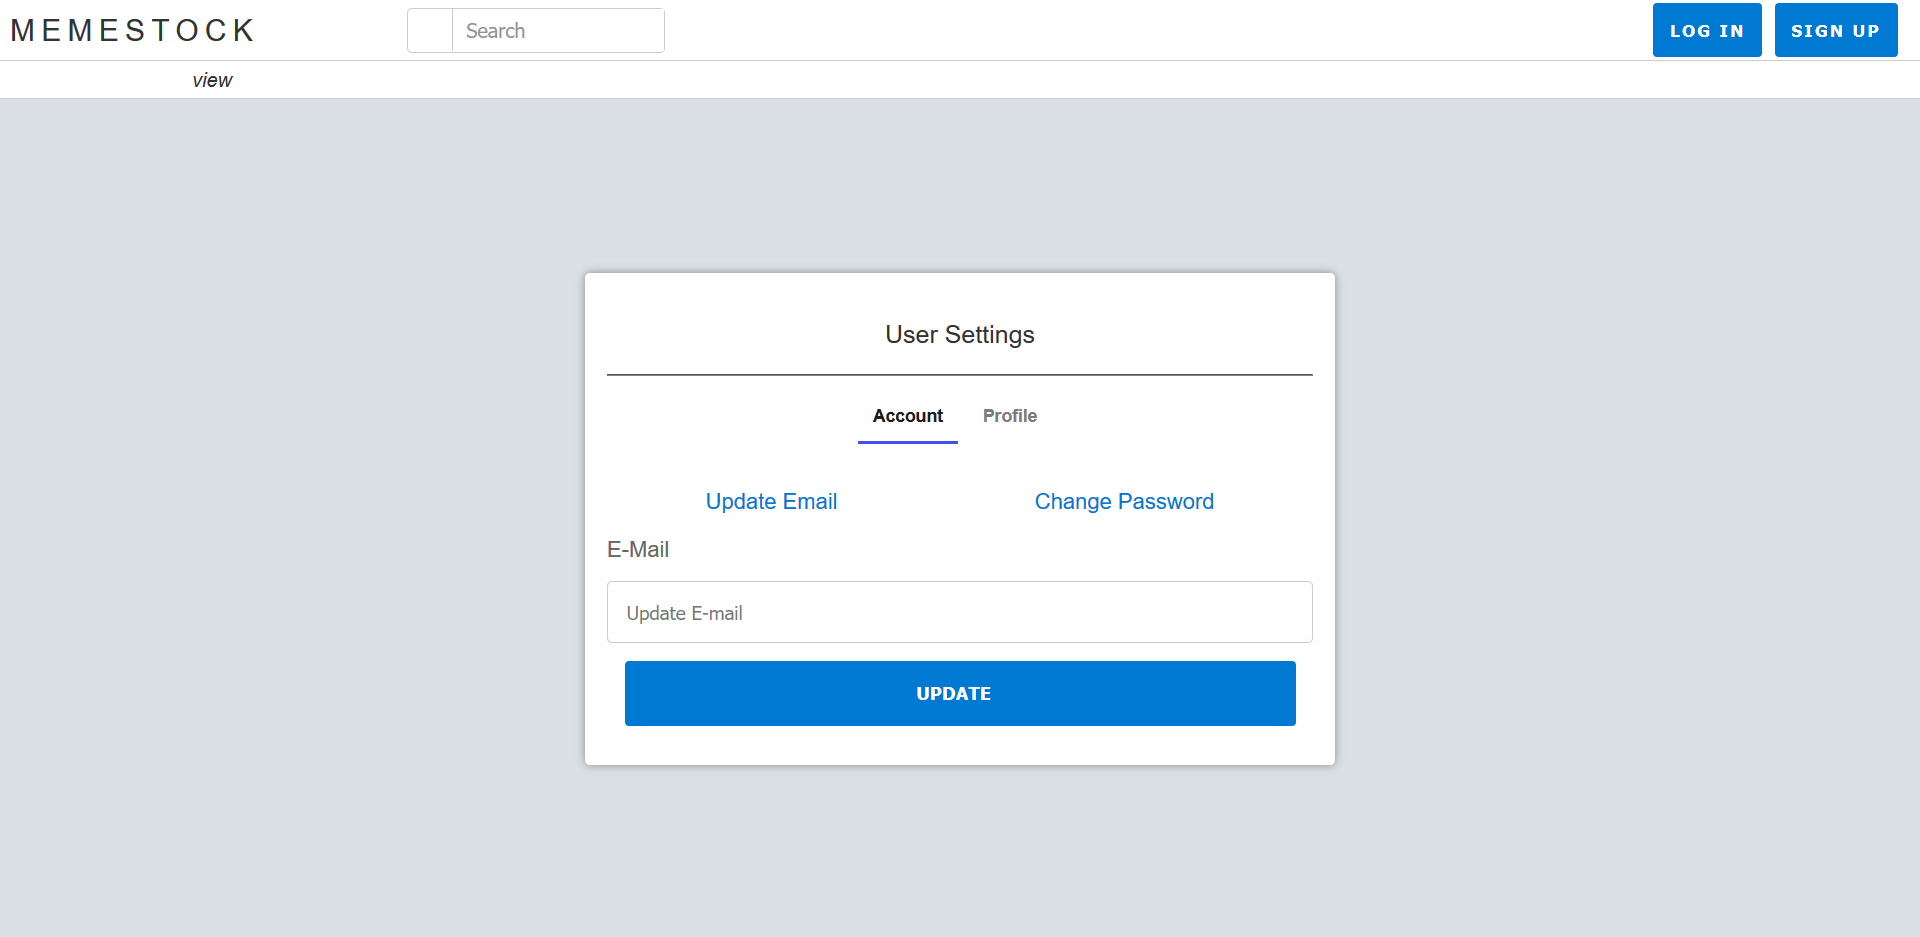 MEMESTOCK
Search
LOG IN
SIGN UP
view
User Settings
Account
Profile
Update Email
Change Password
E-Mail
Update E-mail
UPDATE